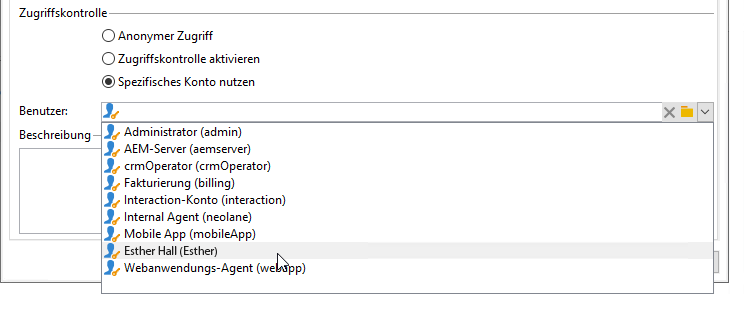 Zugriffskontrolle
Anonymer Zugriff
Zugriffskontrolle aktivieren
Spezifisches Konto nutzen
Benutzer:
Beschreibung
Administrator (admin)
AEM-Server (aemserver)
crmOperator (crmOperator)
Fakturierung (billing)
Interaction-Konto (interaction)
Internal Agent (neolane)
Mobile App (mobileApp)
Esther Hall (Esther)
Webanwendungs-Agent (webapp)